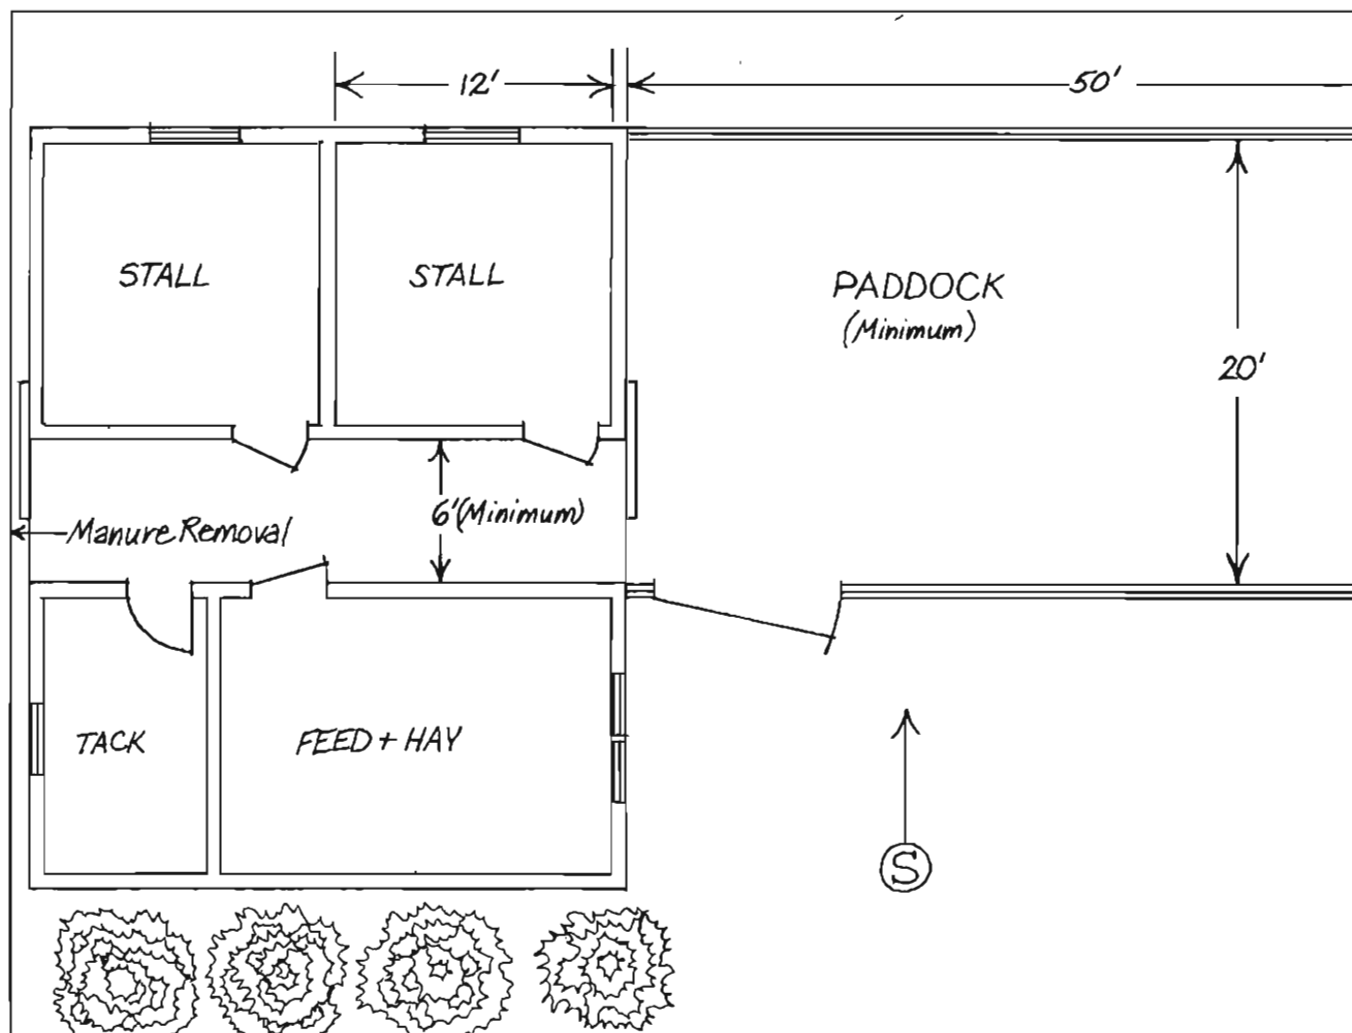 12'
50'
STALL
STALL
PADDOCK
(Minimum)
20'
6'(Minimum)
Manure Removal
TACK
FEED + HAY
S